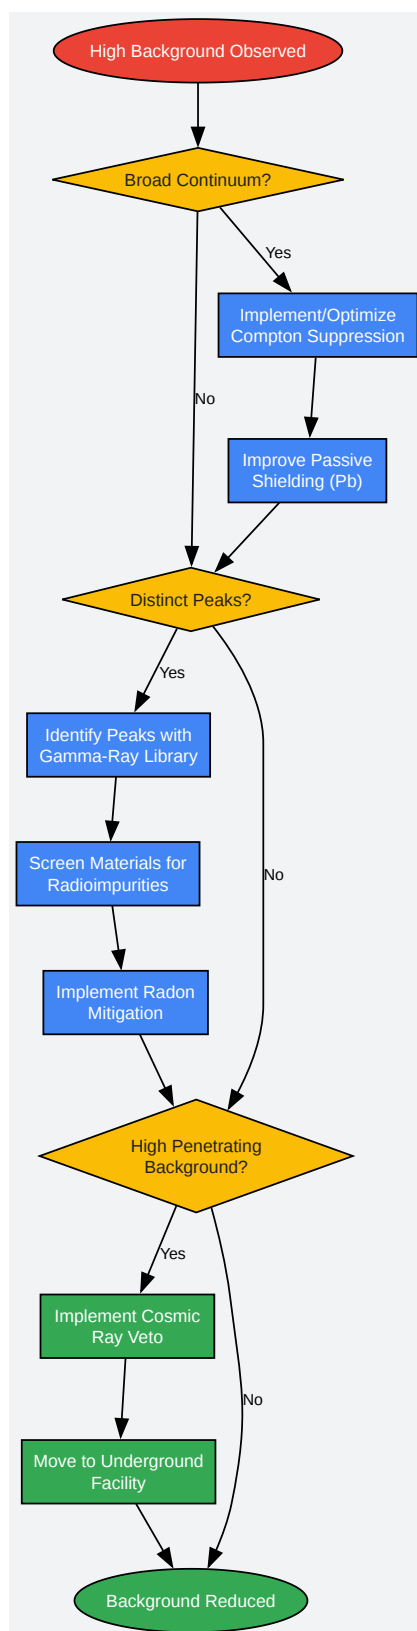 High Background Observed
Broad Continuum?
Yes
Implement/Optimize
Compton Suppression
No
Improve Passive
Shielding (Pb)
Distinct Peaks?
Yes
Identify Peaks with
Gamma-Ray Library
Screen Materials for
Radioimpurities
No
Implement Radon
Mitigation
High Penetrating
Background?
Yes
Implement Cosmic
Ray Veto
No
Move to Underground
Facility
Background Reduced